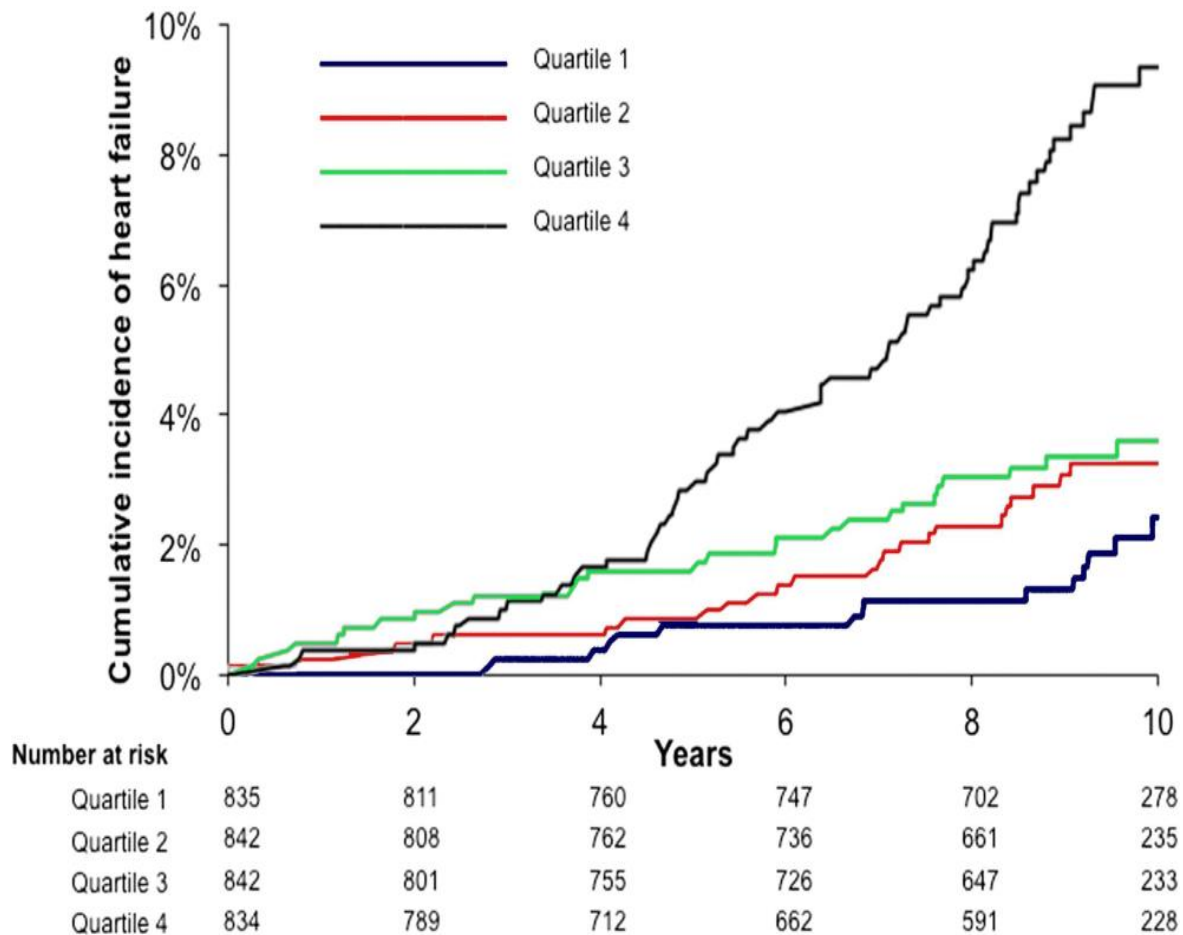 10%
8%
6%
4%
2%
0%
Cumulative incidence of heart failure
Quartile 1
Quartile 2
Quartile 3
Quartile 4
0 2 4 6 8 10
Years
Number at risk
Quartile 1 835 811 760 747 702 278
Quartile 2 842 808 762 736 661 235
Quartile 3 842 801 755 726 647 233
Quartile 4 834 789 712 662 591 228